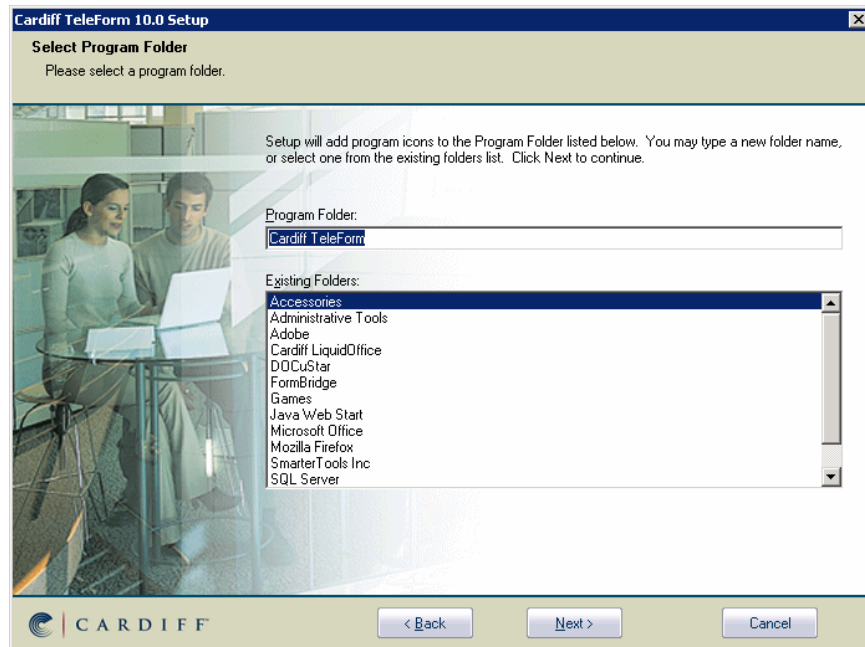 Cardiff TeleForm 10.0 Setup
Select Program Folder
Please select a program folder.
Setup will add program icons to the Program Folder listed below. You may type a new folder name,
or select one from the existing folders list. Click Next to continue.
Program Folder:
Cardiff TeleForm
Existing Folders:
Accessories
Administrative Tools
Adobe
Cardiff LiquidOffice
DOCuStar
FormBridge
Games
Java Web Start
Microsoft Office
Mozilla Firefox
SmarterTools Inc
SQL Server
CARDIFF
< Back
Next >
Cancel